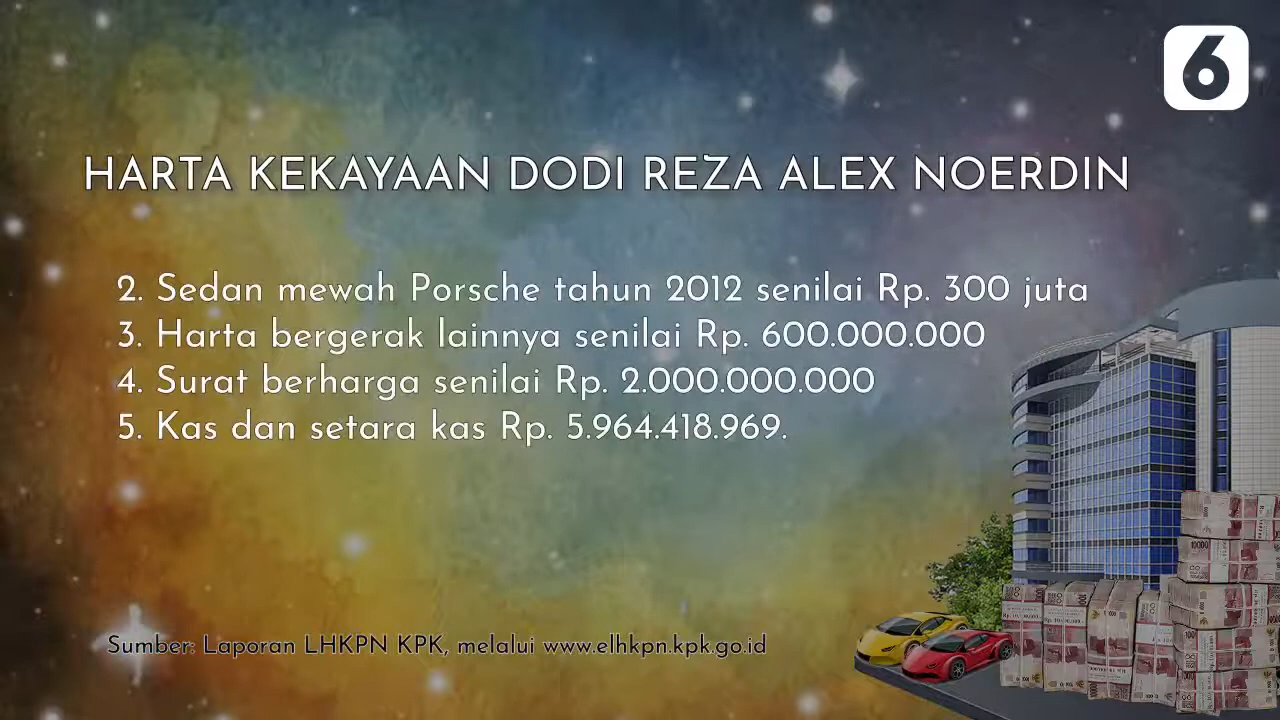 6
HARTA KEKAYAAN DODI REZA ALEX NOERDIN
2. Sedan mewah Porsche tahun 2012 senilai Rp. 300 juta
3. Harta bergerak lainnya senilai Rp. 600.000.000
4. Surat berharga senilai Rp. 2.000.000.000
5. Kas dan setara kas Rp. 5.964.418.969.
Sumber: Laporan LHKPN KPK, melalui www.elhkpn.kpk.go.id